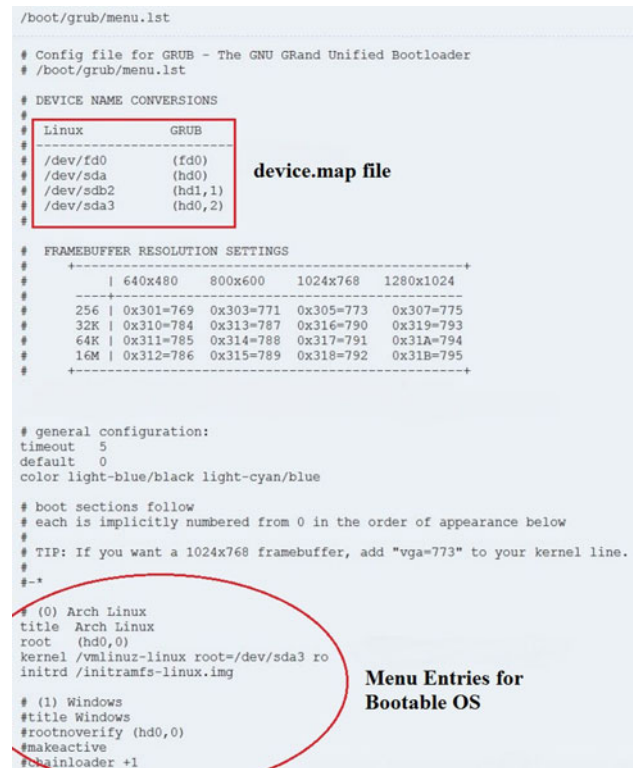 /boot/grub/menu.lst
# Config file for GRUB - The GNU GRand Unified Bootloader
# /boot/grub/menu.lst
# DEVICE NAME CONVERSIONS
#
# Linux GRUB
# -------------------------
# /dev/fd0 (fd0)
# /dev/sda (hd0)
device.map file
# /dev/sdb2 (hd1,1)
# /dev/sda3 (hd0,2)
#
# FRAMEBUFFER RESOLUTION SETTINGS
# +-------------------------------------------------+
# | 640x480 800x600 1024x768 1280x1024
# ----+--------------------------------------------
# 256 | 0x301=769 0x303=771 0x305=773 0x307=775
# 32K | 0x310=784 0x313=787 0x316=790 0x319=793
# 64K | 0x311=785 0x314=788 0x317=791 0x31A=794
# 16M | 0x312=786 0x315=789 0x318=792 0x31B=795
# +-------------------------------------------------+
# general configuration:
timeout 5
default 0
color light-blue/black light-cyan/blue
# boot sections follow
# each is implicitly numbered from 0 in the order of appearance below
#
# TIP: If you want a 1024x768 framebuffer, add "vga=773" to your kernel line.
#
#-*
# (0) Arch Linux
title Arch Linux
root (hd0,0)
kernel /vmlinuz-linux root=/dev/sda3 ro
initrd /initramfs-linux.img
Menu Entries for
Bootable OS
# (1) Windows
#title Windows
#rootnoverify (hd0,0)
#makeactive
#chainloader +1